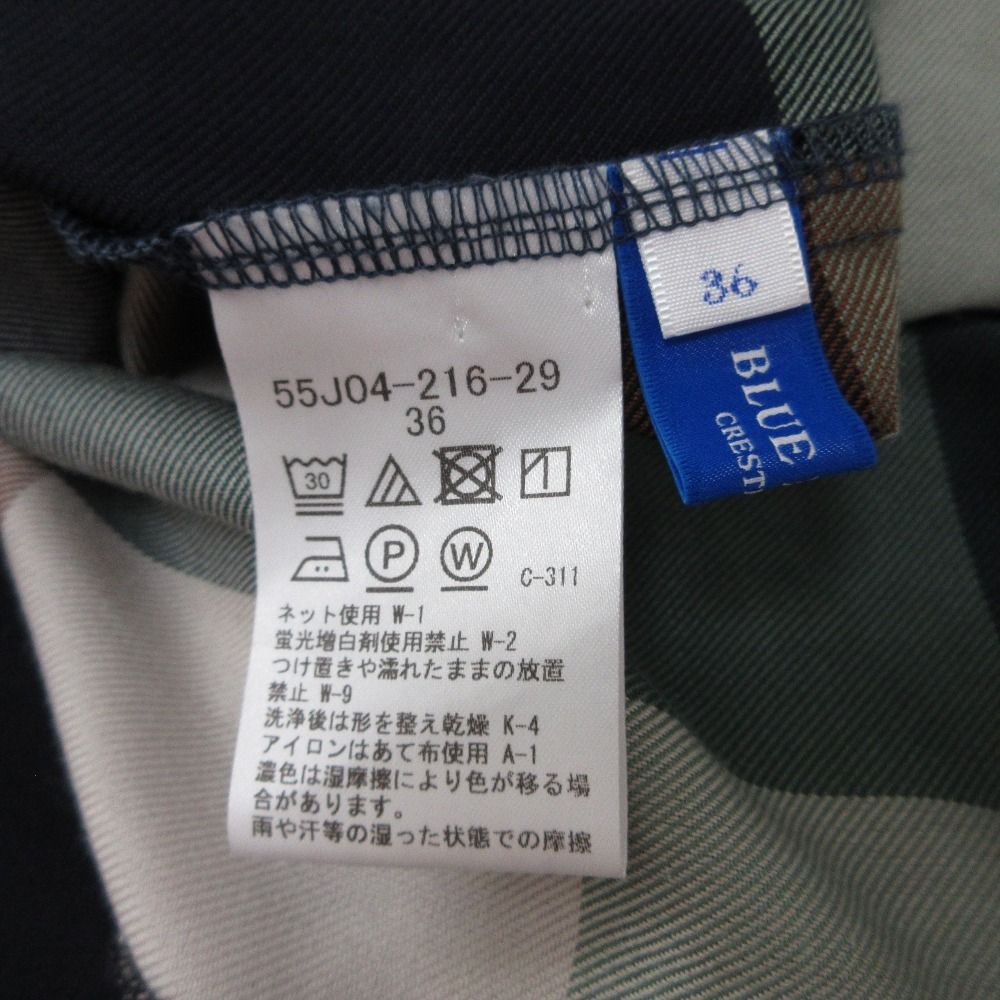 55J04-216-29
36
30
P W C-311
ネット使用 W-1
蛍光増白剤使用禁止 W-2
つけ置きや濡れたままの放置
禁止 W-9
洗浄後は形を整え乾燥 K-4
アイロンはあて布使用 A-1
濃色は湿摩擦により色が移る場
合があります。
雨や汗等の湿った状態での摩擦
36
BLUE
CREST